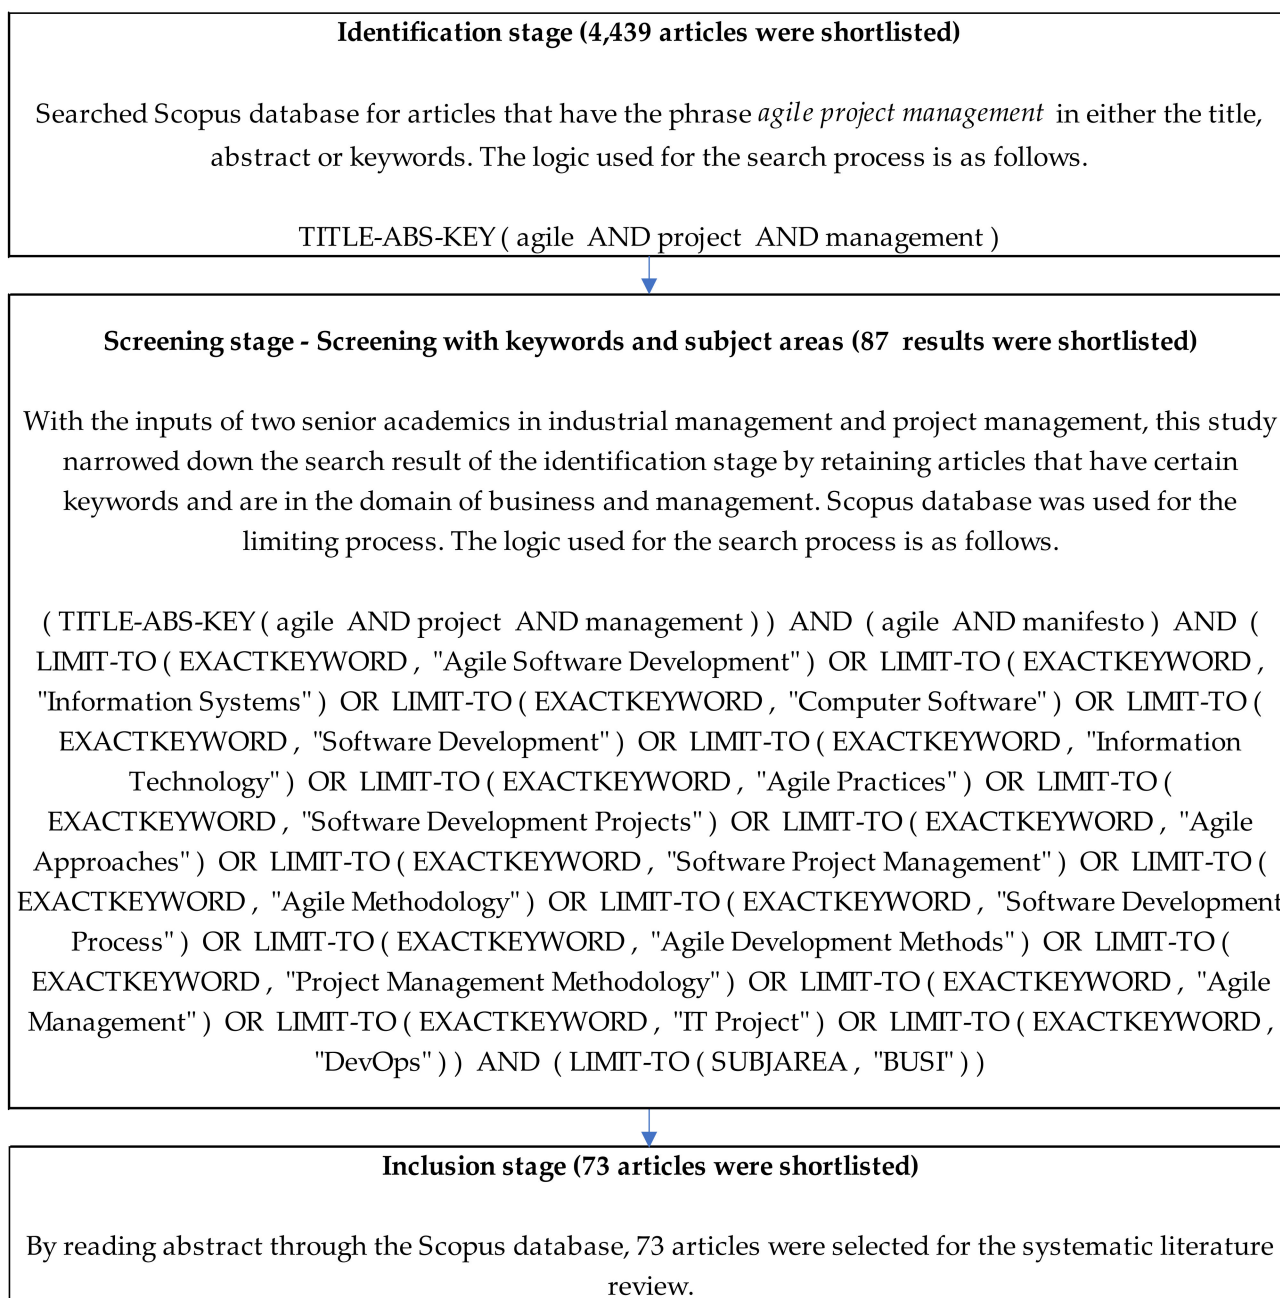 Identification stage (4,439 articles were shortlisted)
Searched Scopus database for articles that have the phrase agile project management in either the title,
abstract or keywords. The logic used for the search process is as follows.
TITLE-ABS-KEY ( agile AND project AND management )
Screening stage - Screening with keywords and subject areas (87 results were shortlisted)
With the inputs of two senior academics in industrial management and project management, this study
narrowed down the search result of the identification stage by retaining articles that have certain
keywords and are in the domain of business and management. Scopus database was used for the
limiting process. The logic used for the search process is as follows.
( TITLE-ABS-KEY ( agile AND project AND management ) ) AND ( agile AND manifesto ) AND (
LIMIT-TO ( EXACTKEYWORD , "Agile Software Development" ) OR LIMIT-TO ( EXACTKEYWORD ,
"Information Systems" ) OR LIMIT-TO ( EXACTKEYWORD , "Computer Software" ) OR LIMIT-TO (
EXACTKEYWORD , "Software Development" ) OR LIMIT-TO ( EXACTKEYWORD , "Information
Technology" ) OR LIMIT-TO ( EXACTKEYWORD , "Agile Practices" ) OR LIMIT-TO (
EXACTKEYWORD , "Software Development Projects" ) OR LIMIT-TO ( EXACTKEYWORD , "Agile
Approaches" ) OR LIMIT-TO ( EXACTKEYWORD , "Software Project Management" ) OR LIMIT-TO (
EXACTKEYWORD , "Agile Methodology" ) OR LIMIT-TO ( EXACTKEYWORD , "Software Development
Process" ) OR LIMIT-TO ( EXACTKEYWORD , "Agile Development Methods" ) OR LIMIT-TO (
EXACTKEYWORD , "Project Management Methodology" ) OR LIMIT-TO ( EXACTKEYWORD , "Agile
Management" ) OR LIMIT-TO ( EXACTKEYWORD , "IT Project" ) OR LIMIT-TO ( EXACTKEYWORD ,
"DevOps" ) ) AND ( LIMIT-TO ( SUBJAREA , "BUSI" ) )
Inclusion stage (73 articles were shortlisted)
By reading abstract through the Scopus database, 73 articles were selected for the systematic literature
review.